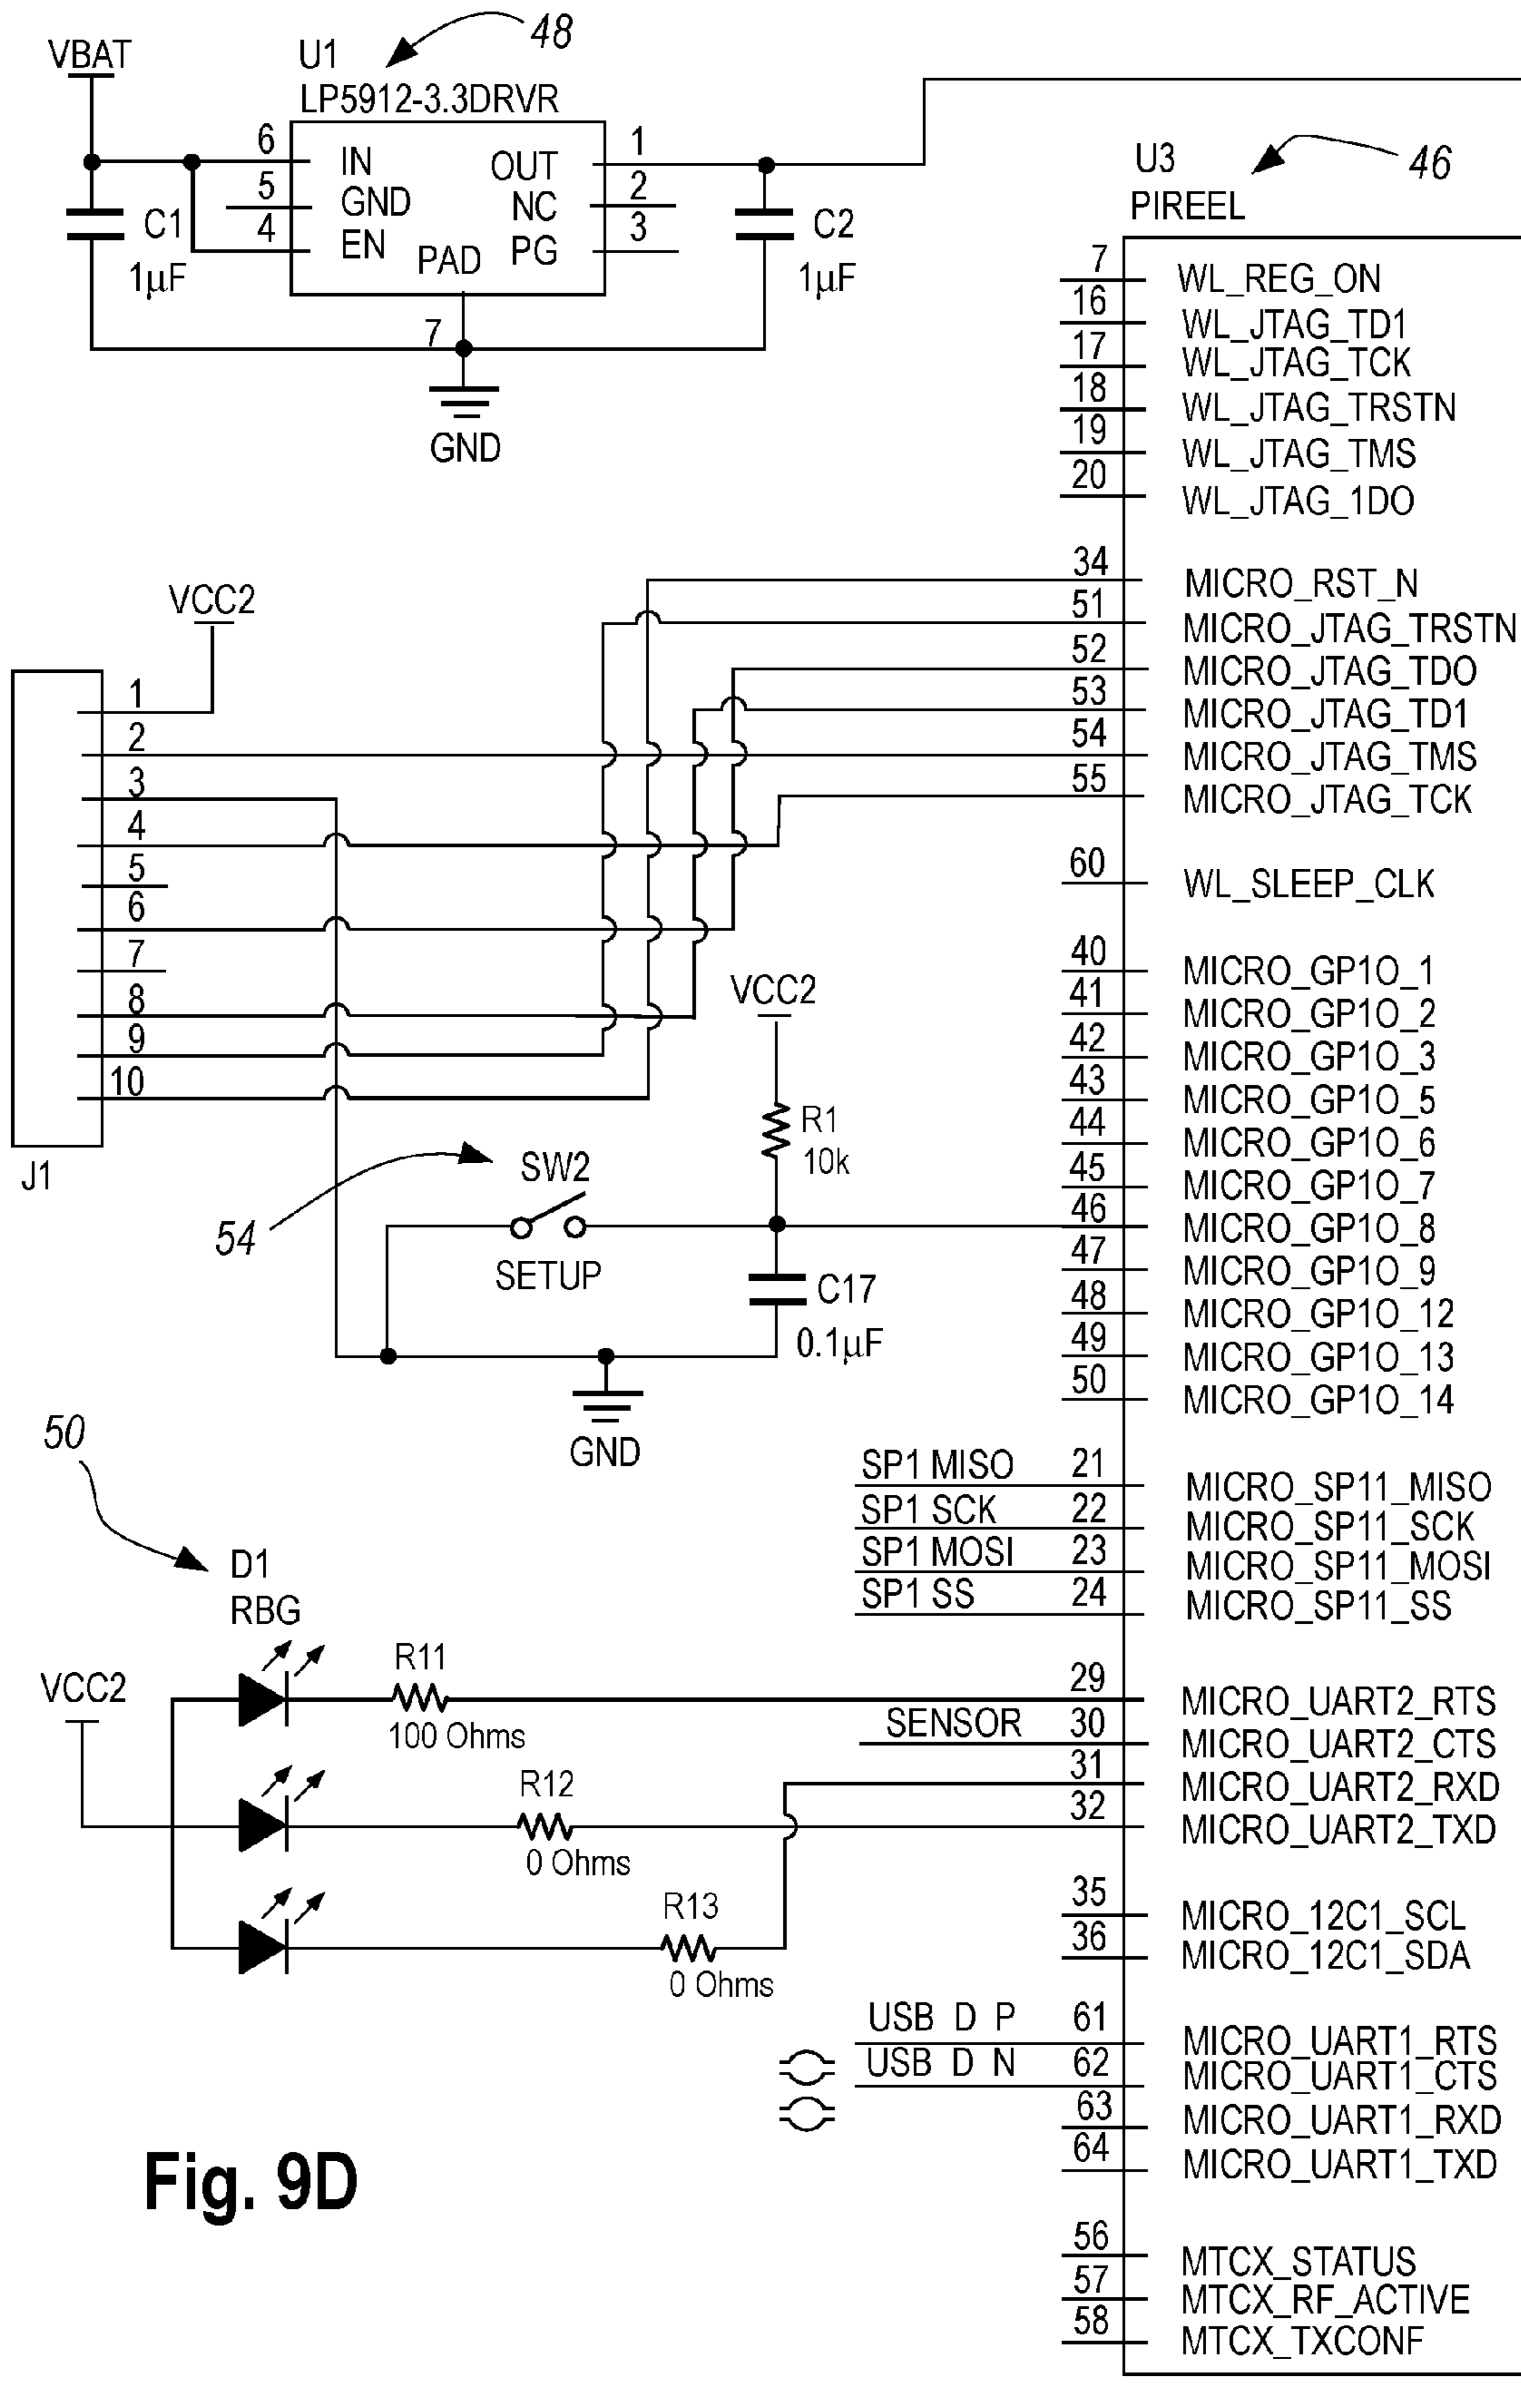 VBAT
U1
LP5912-3.3DRVR
48
6 IN
5 GND
4 EN
OUT 1
NC 2
PG 3
PAD
7
C1
1µF
C2
1µF
GND
U3
PIREEL
46
7 WL_REG_ON
16 WL_JTAG_TD1
17 WL_JTAG_TCK
18 WL_JTAG_TRSTN
19 WL_JTAG_TMS
20 WL_JTAG_1DO
34 MICRO_RST_N
51 MICRO_JTAG_TRSTN
52 MICRO_JTAG_TDO
53 MICRO_JTAG_TD1
54 MICRO_JTAG_TMS
55 MICRO_JTAG_TCK
60 WL_SLEEP_CLK
40 MICRO_GP1O_1
41 MICRO_GP1O_2
42 MICRO_GP1O_3
43 MICRO_GP1O_5
44 MICRO_GP1O_6
45 MICRO_GP1O_7
46 MICRO_GP1O_8
47 MICRO_GP1O_9
48 MICRO_GP1O_12
49 MICRO_GP1O_13
50 MICRO_GP1O_14
VCC2
1
2
3
4
5
6
7
8
9
10
J1
VCC2
R1
10k
54
SW2
SETUP
C17
0.1µF
GND
SP1 MISO 21 MICRO_SP11_MISO
SP1 SCK 22 MICRO_SP11_SCK
SP1 MOSI 23 MICRO_SP11_MOSI
SP1 SS 24 MICRO_SP11_SS
50
D1
RBG
VCC2
R11
100 Ohms
R12
0 Ohms
R13
0 Ohms
29 MICRO_UART2_RTS
SENSOR 30 MICRO_UART2_CTS
31 MICRO_UART2_RXD
32 MICRO_UART2_TXD
35 MICRO_12C1_SCL
36 MICRO_12C1_SDA
USB D P 61 MICRO_UART1_RTS
USB D N 62 MICRO_UART1_CTS
63 MICRO_UART1_RXD
64 MICRO_UART1_TXD
56 MTCX_STATUS
57 MTCX_RF_ACTIVE
58 MTCX_TXCONF
Fig. 9D